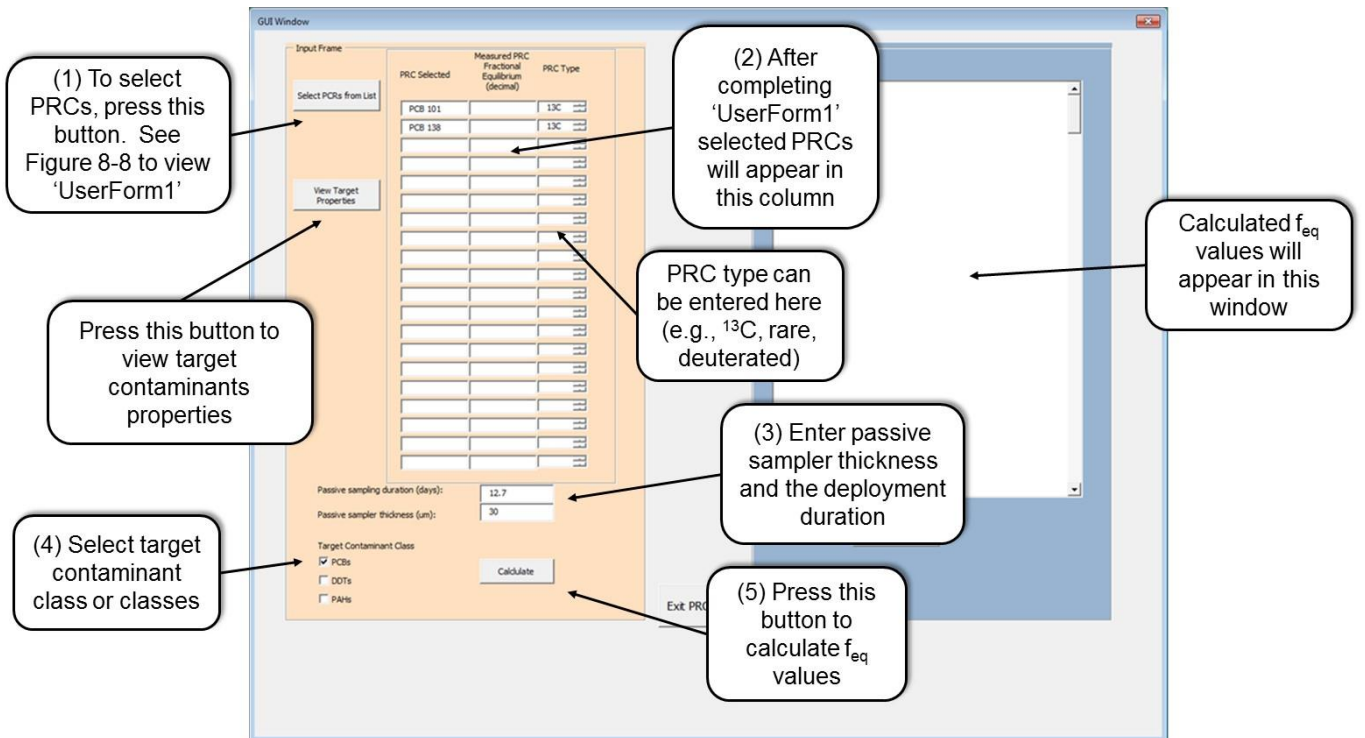 GUI Window
Input Frame
(1) To select
PRCs, press this
button. See
Figure 8-8 to view
‘UserForm1’
Select PCRs from List
View Target
Properties
PRC Selected
Measured PRC
Fractional
Equilibrium
(decimal)
PRC Type
PCB 101 13C
PCB 138 13C
(2) After
completing
‘UserForm1’
selected PRCs
will appear in
this column
Calculated feq
values will
appear in this
window
PRC type can
be entered here
(e.g., 13C, rare,
deuterated)
Press this button to
view target
contaminants
properties
(3) Enter passive
sampler thickness
and the deployment
duration
Passive sampling duration (days): 12.7
Passive sampler thickness (um): 30
(4) Select target
contaminant
class or classes
Target Contaminant Class
PCBs
DDTs
PAHs
Calculate
Exit PRC
(5) Press this
button to
calculate feq
values